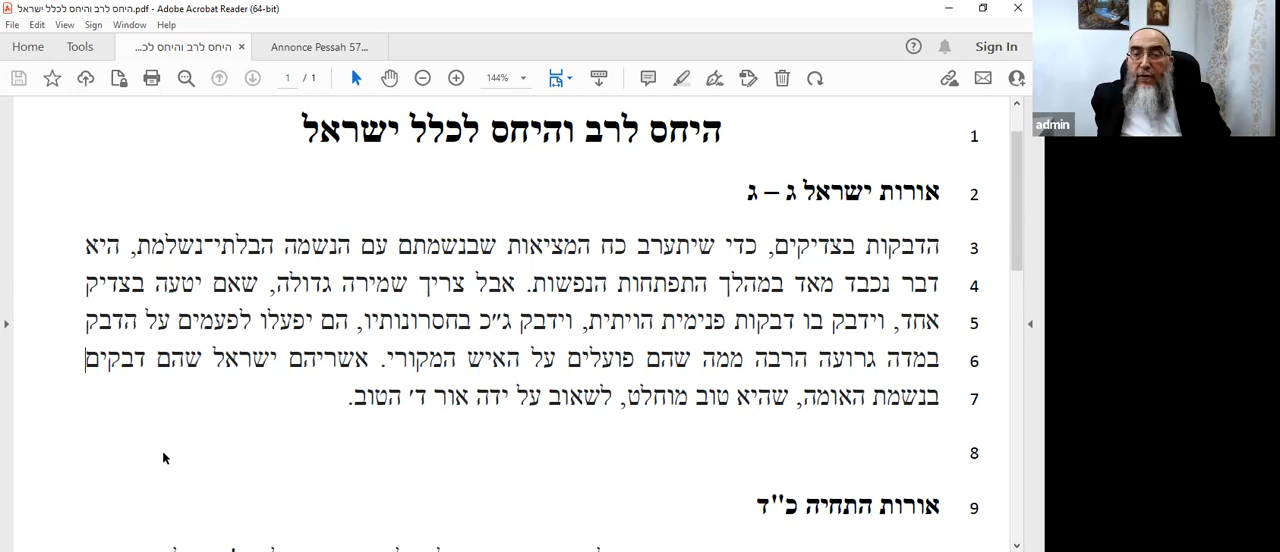 היחס לרב והיחס לכלל ישראל.pdf - Adobe Acrobat Reader (64-bit)
File Edit View Sign Window Help
Home Tools היחס לרב והיחס לכ... × Annonce Pessah 57... Sign In
1 / 1 144%
היחס לרב והיחס לכלל ישראל 1
אורות ישראל ג – ג 2
הדבקות בצדיקים, כדי שיתערב כח המציאות שבנשמתם עם הנשמה הבלתי־נשלמת, היא 3
דבר נכבד מאד במהלך התפתחות הנפשות. אבל צריך שמירה גדולה, שאם יטעה בצדיק 4
אחד, וידבק בו דבקות פנימית הויתית, וידבק ג״כ בחסרונותיו, הם יפעלו לפעמים על הדבק 5
במדה גרועה הרבה ממה שהם פועלים על האיש המקורי. אשריהם ישראל שהם דבקים 6
בנשמת האומה, שהיא טוב מוחלט, לשאוב על ידה אור ד׳ הטוב. 7
8
אורות התחיה כ"ד 9
admin